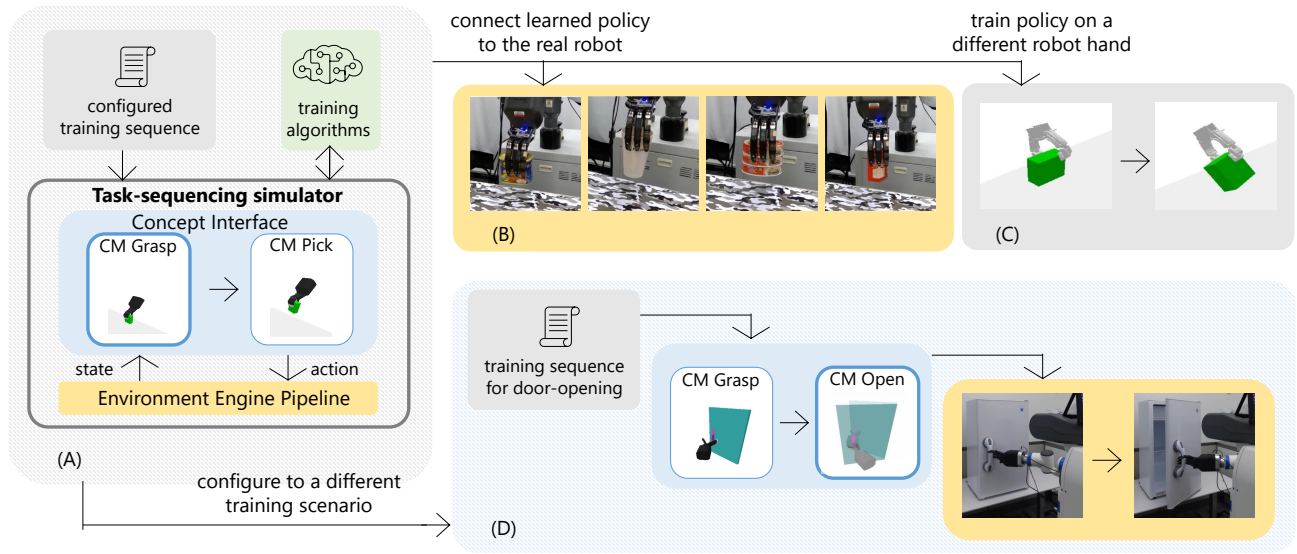 configured
training sequence
training
algorithms
Task-sequencing simulator
Concept Interface
CM Grasp
CM Pick
state
action
Environment Engine Pipeline
(A)
connect learned policy
to the real robot
(B)
train policy on a
different robot hand
(C)
configure to a different
training scenario
training sequence
for door-opening
CM Grasp
CM Open
(D)